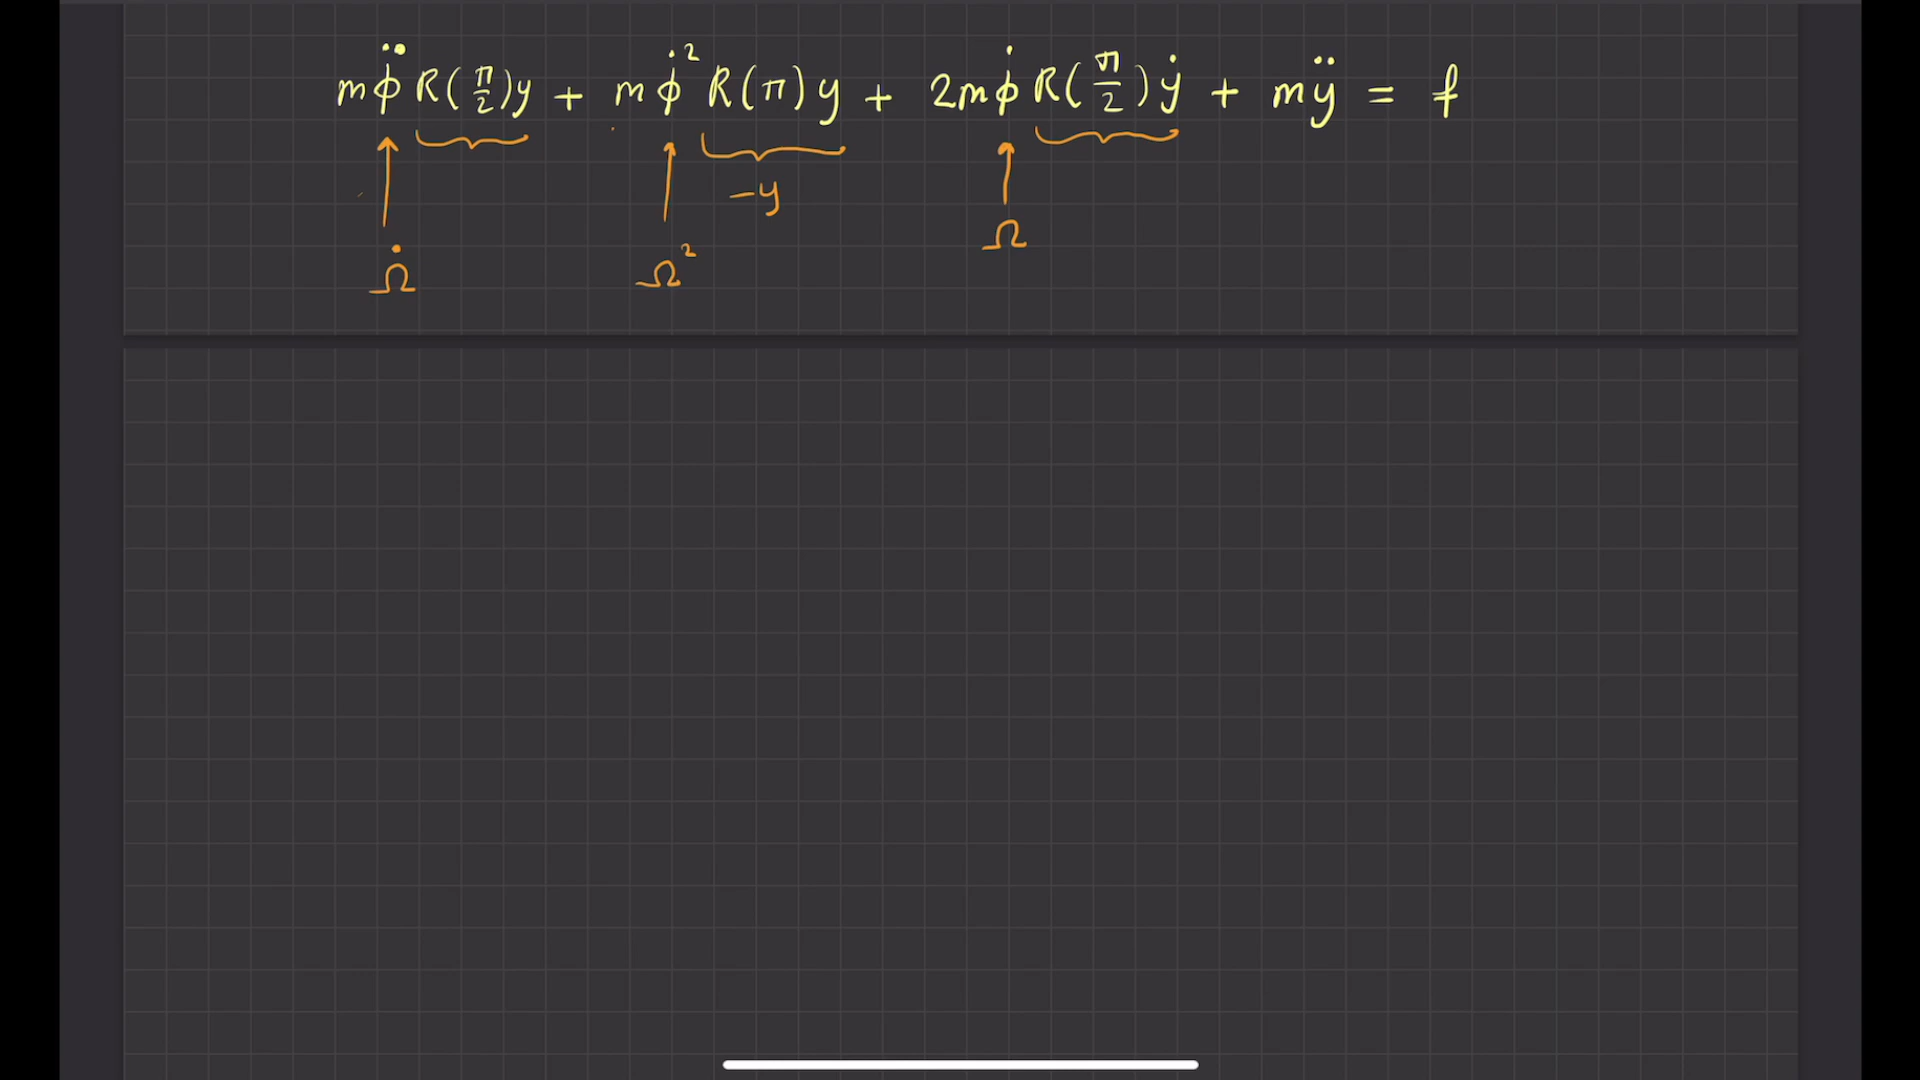 mφ̈ R(π/2)y + mφ̇² R(π)y + 2mφ̇ R(π/2)ẏ + mÿ = f
-y
Ω̇ Ω² Ω